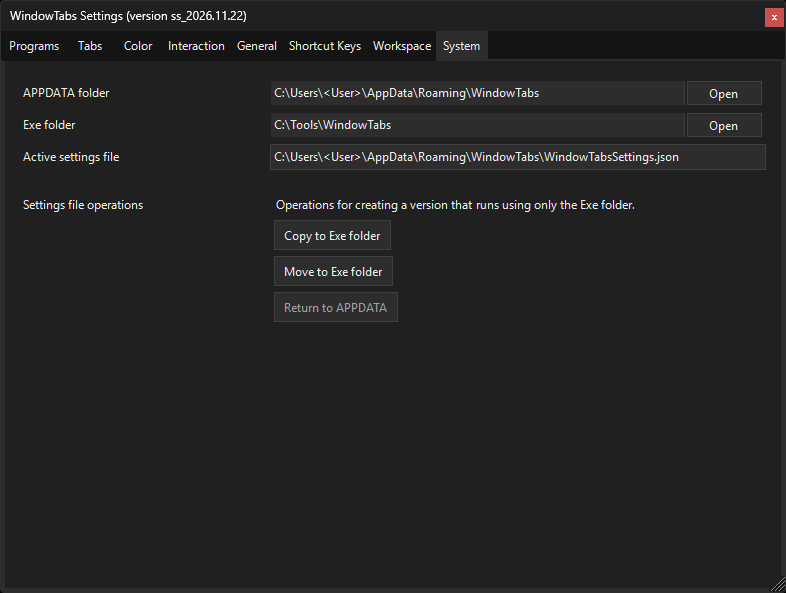 WindowTabs Settings (version ss_2026.11.22)
x
Programs Tabs Color Interaction General Shortcut Keys Workspace System
APPDATA folder C:\Users\<User>\AppData\Roaming\WindowTabs Open
Exe folder C:\Tools\WindowTabs Open
Active settings file C:\Users\<User>\AppData\Roaming\WindowTabs\WindowTabsSettings.json
Settings file operations Operations for creating a version that runs using only the Exe folder.
Copy to Exe folder
Move to Exe folder
Return to APPDATA